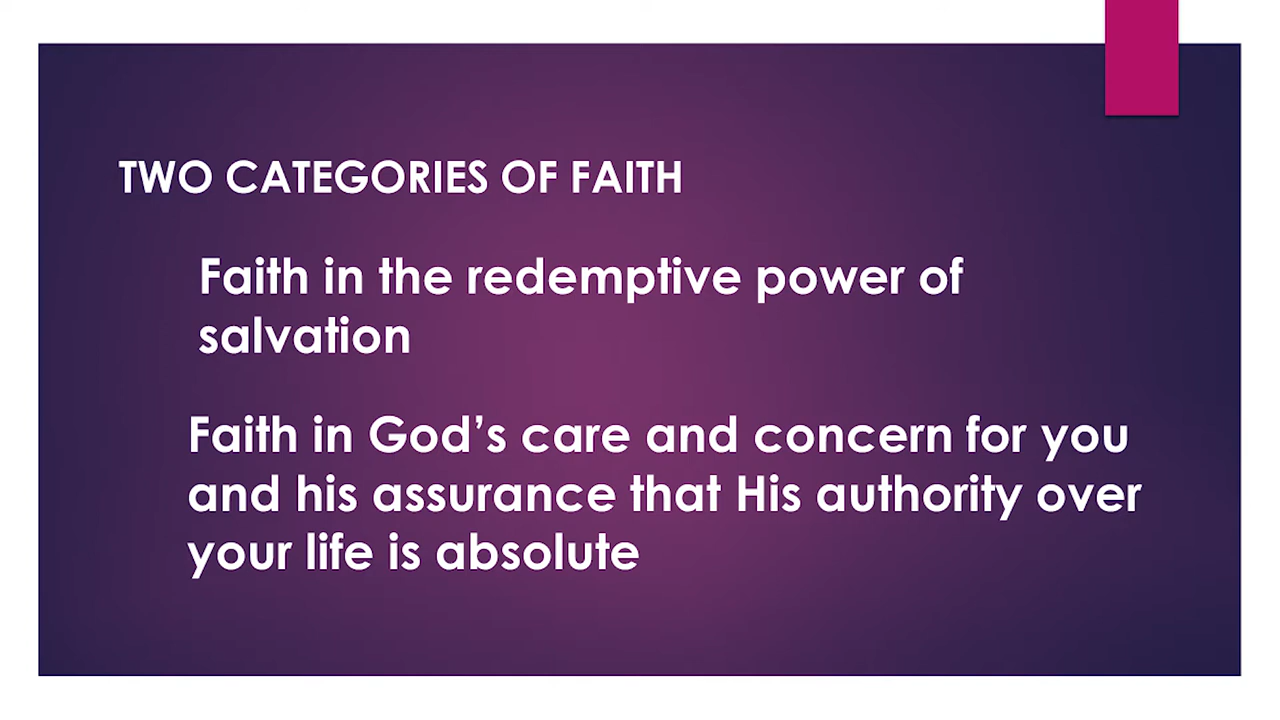 TWO CATEGORIES OF FAITH
Faith in the redemptive power of
salvation
Faith in God’s care and concern for you
and his assurance that His authority over
your life is absolute